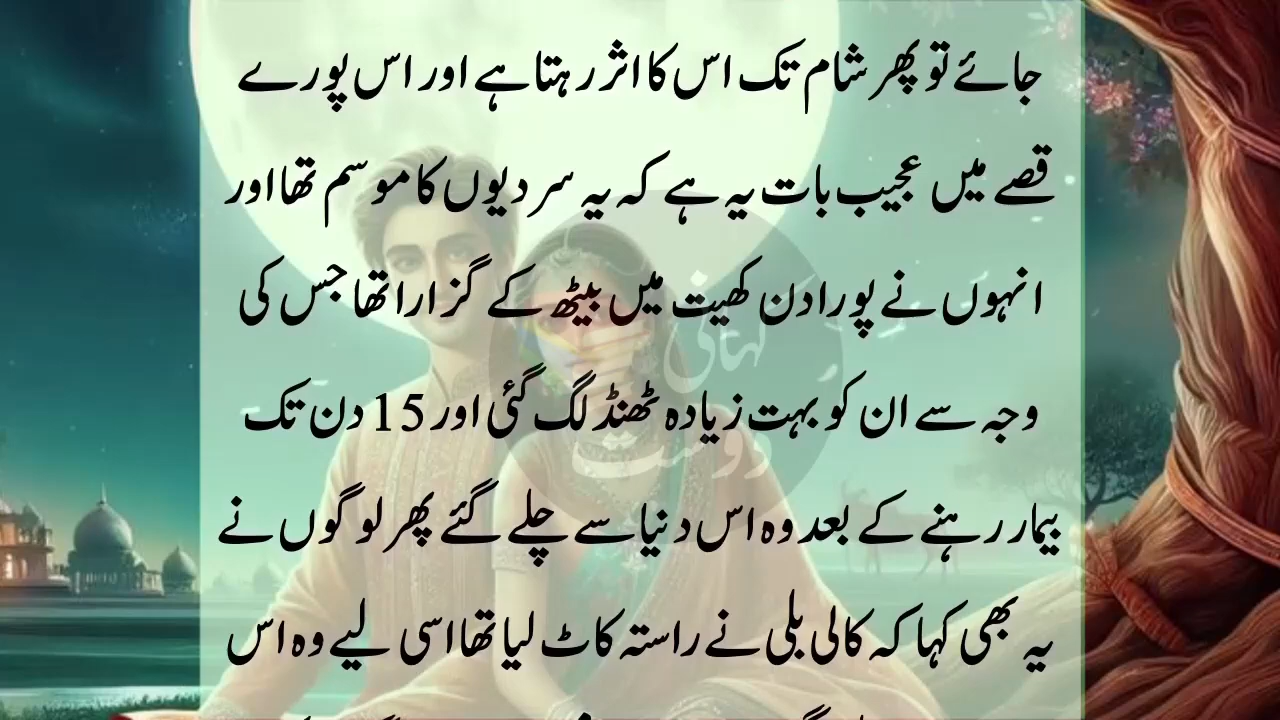 جائے تو پھر شام تک اس کا اثر رہتا ہے اور اس پورے
قصے میں عجیب بات یہ ہے کہ یہ سردیوں کا موسم تھا اور
انہوں نے پورا دن کھیت میں بیٹھ کے گزارا تھا جس کی
وجہ سے ان کو بہت زیادہ ٹھنڈ لگ گئی اور 15 دن تک
بیمار رہنے کے بعد وہ اس دنیا سے چلے گئے پھر لوگوں نے
یہ بھی کہا کہ کالی بلی نے راستہ کاٹ لیا تھا اسی لیے وہ اس
کہانی
دوست